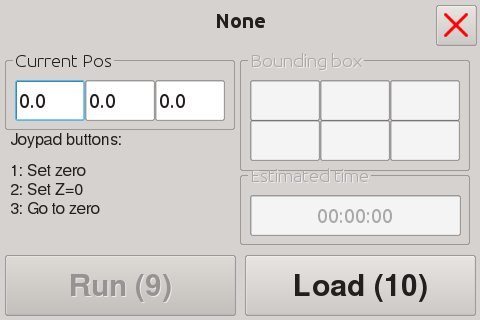 None
Current Pos
0.0 0.0 0.0
Joypad buttons:
1: Set zero
2: Set Z=0
3: Go to zero
Bounding box
Estimated time
00:00:00
Run (9)
Load (10)